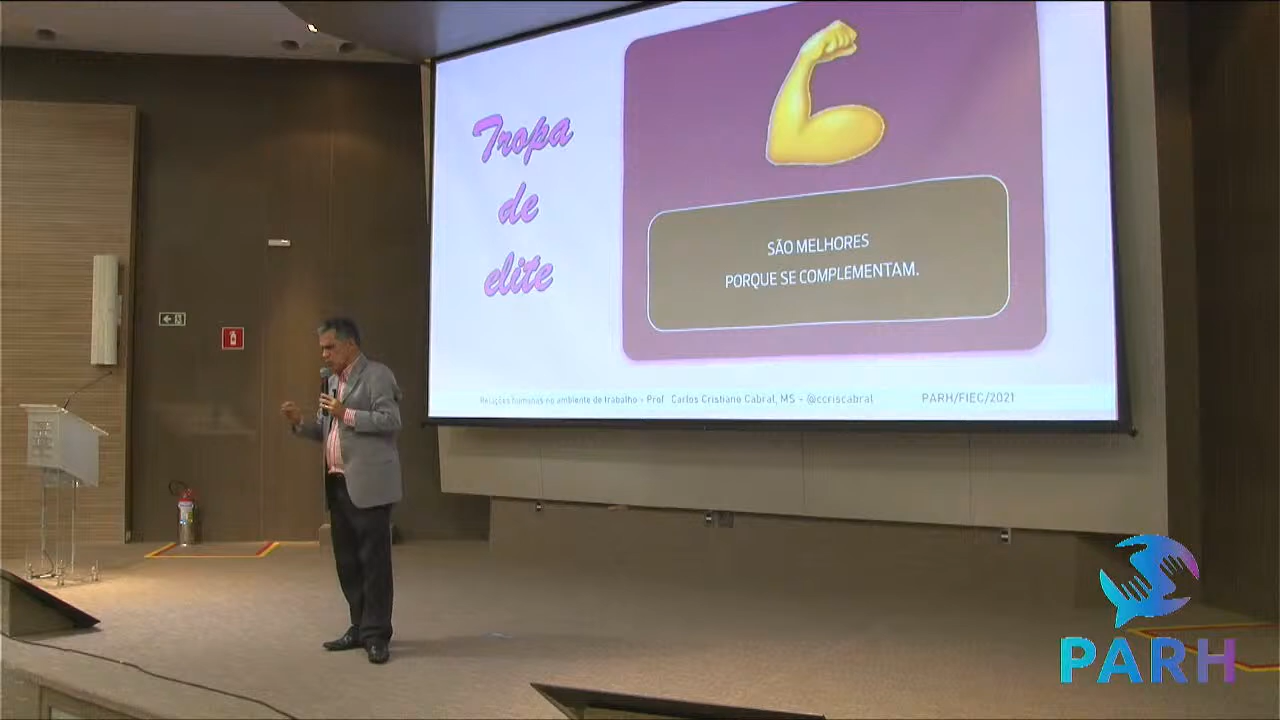 Tropa
de
elite
SÃO MELHORES
PORQUE SE COMPLEMENTAM.
Relações humanas no ambiente de trabalho - Prof. Carlos Cristiano Cabral, MS - @ccriscabral
PARH/FIEC/2021
PARH